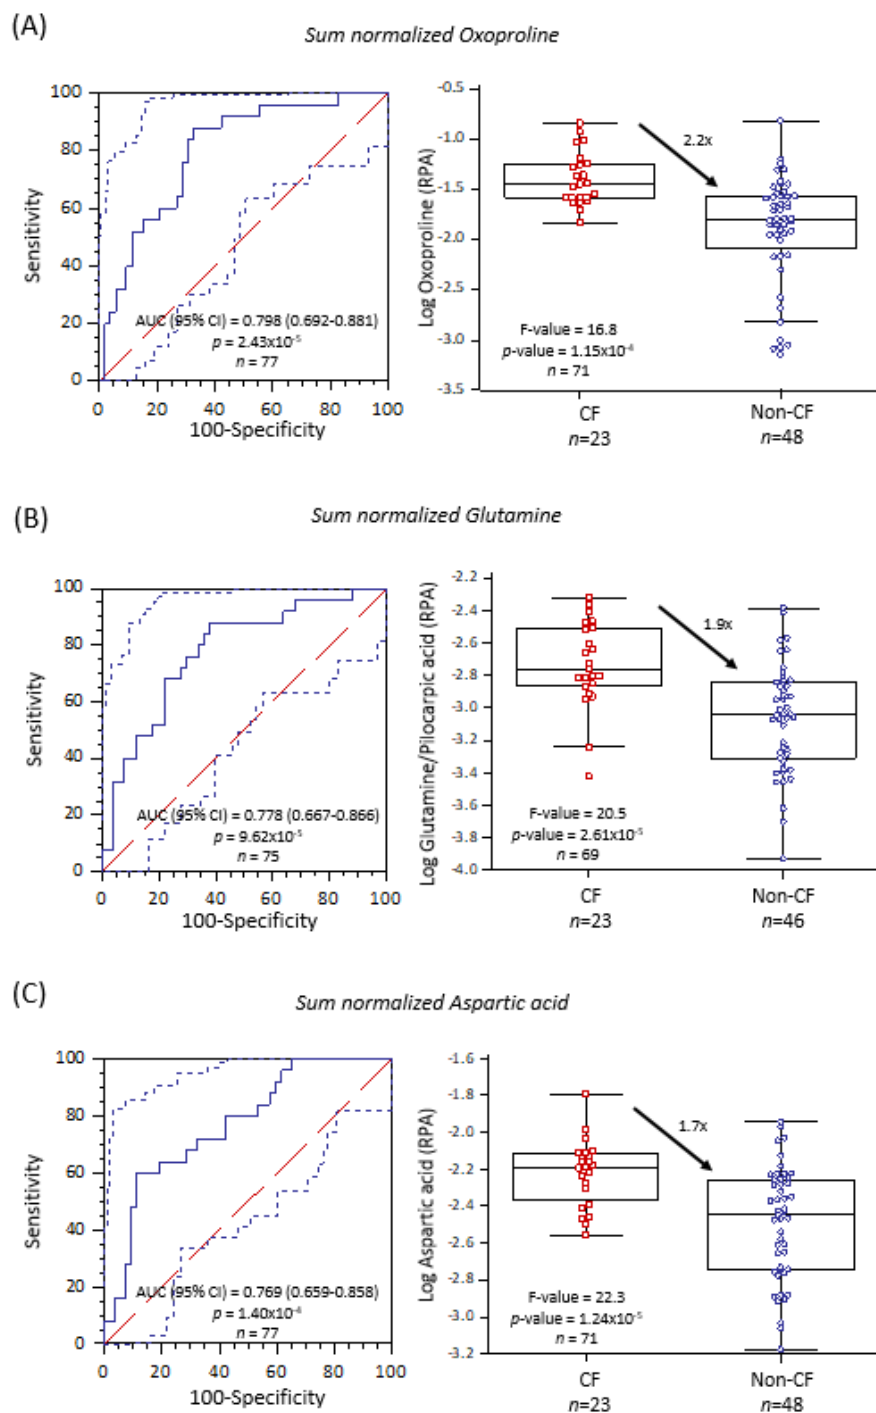 (A)
Sum normalized Oxoproline
100
80
60
40
20
0
Sensitivity
AUC (95% CI) = 0.798 (0.692-0.881)
p = 2.43x10⁻⁵
n = 77
0 20 40 60 80 100
100-Specificity
-0.5
-1.0
-1.5
-2.0
-2.5
-3.0
-3.5
Log Oxoproline (RPA)
2.2x
F-value = 16.8
p-value = 1.15x10⁻⁴
n = 71
CF Non-CF
n=23 n=48
(B)
Sum normalized Glutamine
100
80
60
40
20
0
Sensitivity
AUC (95% CI) = 0.778 (0.667-0.866)
p = 9.62x10⁻⁵
n = 75
0 20 40 60 80 100
100-Specificity
-2.2
-2.4
-2.6
-2.8
-3.0
-3.2
-3.4
-3.6
-3.8
-4.0
Log Glutamine/Pilocarpic acid (RPA)
1.9x
F-value = 20.5
p-value = 2.61x10⁻⁵
n = 69
CF Non-CF
n=23 n=46
(C)
Sum normalized Aspartic acid
100
80
60
40
20
0
Sensitivity
AUC (95% CI) = 0.769 (0.659-0.858)
p = 1.40x10⁻⁴
n = 77
0 20 40 60 80 100
100-Specificity
-1.6
-1.8
-2.0
-2.2
-2.4
-2.6
-2.8
-3.0
-3.2
Log Aspartic acid (RPA)
1.7x
F-value = 22.3
p-value = 1.24x10⁻⁵
n = 71
CF Non-CF
n=23 n=48